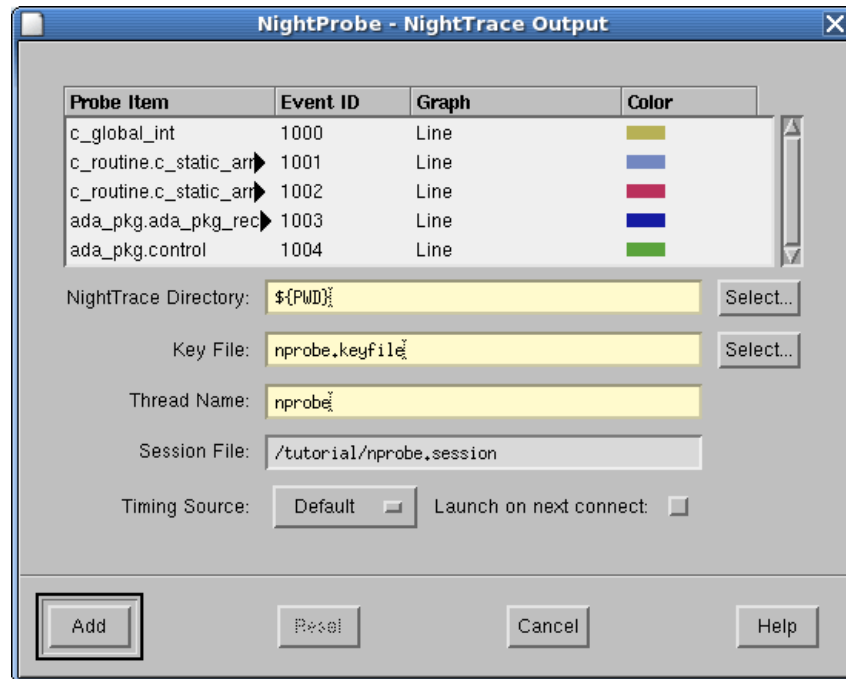 NightProbe - NightTrace Output
Probe Item Event ID Graph Color
c_global_int 1000 Line
c_routine.c_static_arr 1001 Line
c_routine.c_static_arr 1002 Line
ada_pkg.ada_pkg_rec 1003 Line
ada_pkg.control 1004 Line
NightTrace Directory: ${PWD} Select...
Key File: nprobe.keyfile Select...
Thread Name: nprobe
Session File: /tutorial/nprobe.session
Timing Source: Default Launch on next connect:
Add Reset Cancel Help